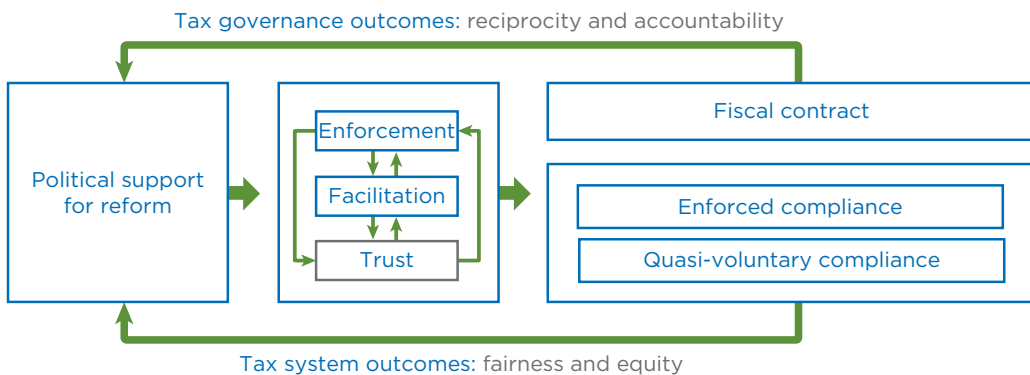 Tax governance outcomes: reciprocity and accountability
Political support
for reform
Enforcement
Facilitation
Trust
Fiscal contract
Enforced compliance
Quasi-voluntary compliance
Tax system outcomes: fairness and equity